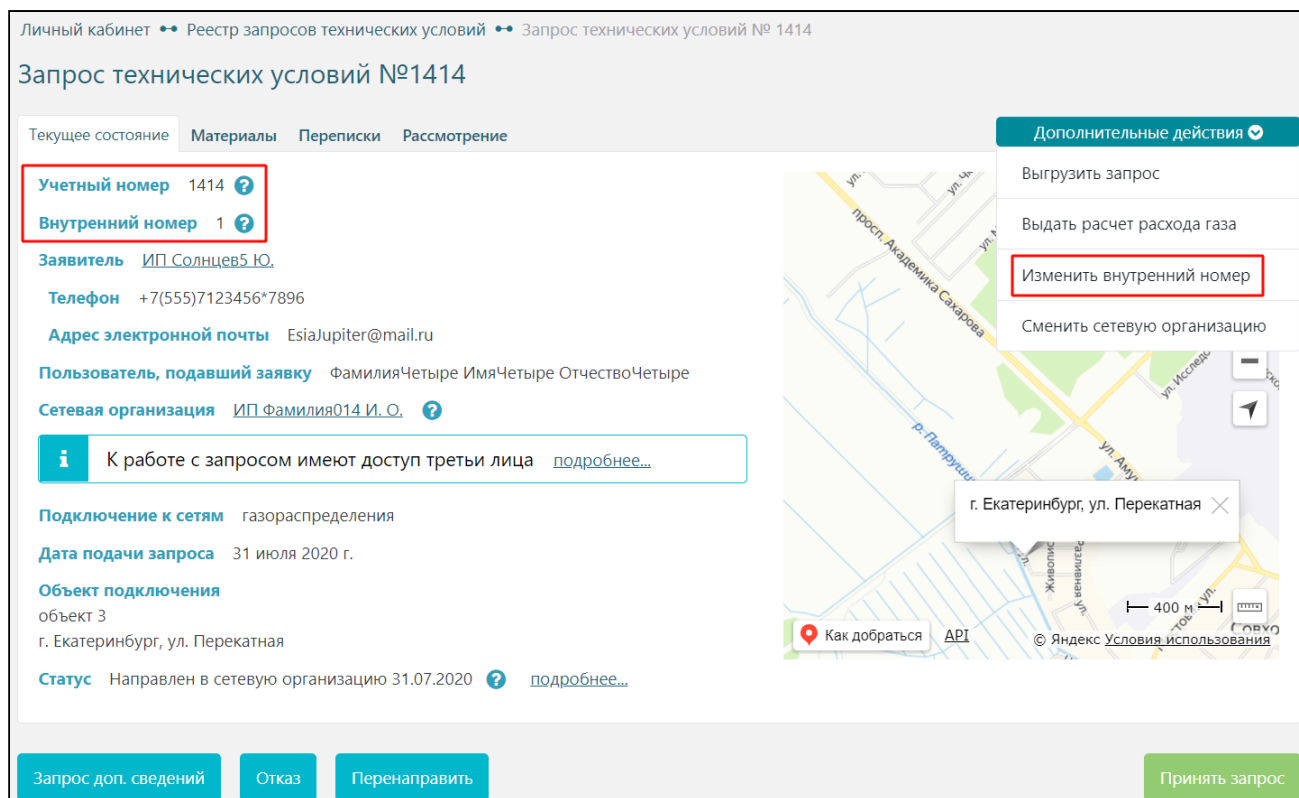 Личный кабинет Реестр запросов технических условий Запрос технических условий № 1414
Запрос технических условий №1414
Текущее состояние Материалы Переписки Рассмотрение
Дополнительные действия
Выгрузить запрос
Выдать расчет расхода газа
Изменить внутренний номер
Сменить сетевую организацию
Учетный номер 1414 ?
Внутренний номер 1 ?
Заявитель ИП Солнцев5 Ю.
Телефон +7(555)7123456*7896
Адрес электронной почты EsiaJupiter@mail.ru
Пользователь, подавший заявку ФамилияЧетыре ИмяЧетыре ОтчествоЧетыре
Сетевая организация ИП Фамилия014 И. О. ?
i К работе с запросом имеют доступ третьи лица подробнее...
Подключение к сетям газораспределения
Дата подачи запроса 31 июля 2020 г.
Объект подключения
объект 3
г. Екатеринбург, ул. Перекатная
Статус Направлен в сетевую организацию 31.07.2020 ? подробнее...
просп. Академика Сахарова
г. Екатеринбург, ул. Перекатная
400 м
Как добраться API
© Яндекс Условия использования
Запрос доп. сведений Отказ Перенаправить Принять запрос